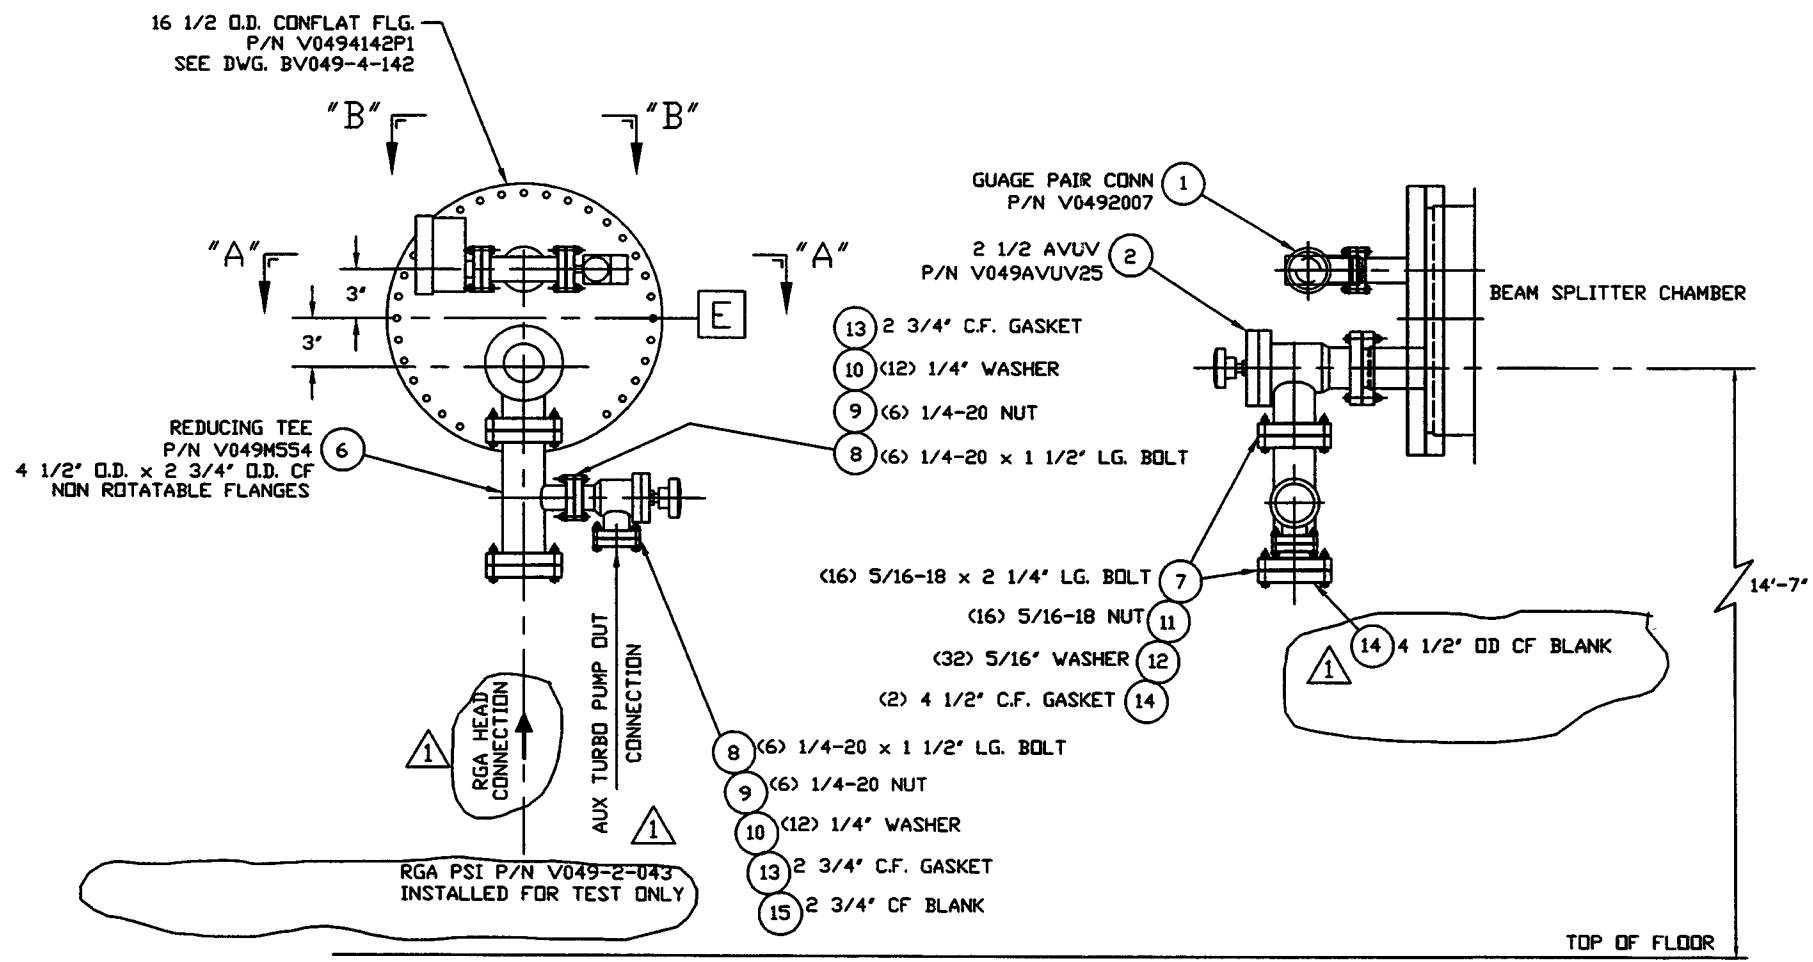 16 1/2 O.D. CONFLAT FLG.
P/N V0494142P1
SEE DWG. BV049-4-142
"B"
"B"
"A"
"A"
3"
3"
E
REDUCING TEE
P/N V049M554
4 1/2" O.D. x 2 3/4" O.D. CF
NON ROTATABLE FLANGES
6
13 2 3/4" C.F. GASKET
10 (12) 1/4" WASHER
9 (6) 1/4-20 NUT
8 (6) 1/4-20 x 1 1/2" LG. BOLT
RGA HEAD
CONNECTION
1
AUX TURBO PUMP OUT
CONNECTION
1
8 (6) 1/4-20 x 1 1/2" LG. BOLT
9 (6) 1/4-20 NUT
10 (12) 1/4" WASHER
13 2 3/4" C.F. GASKET
15 2 3/4" CF BLANK
RGA PSI P/N V049-2-043
INSTALLED FOR TEST ONLY
GUAGE PAIR CONN 1
P/N V0492007
2 1/2 AVUV 2
P/N V049AVUV25
BEAM SPLITTER CHAMBER
(16) 5/16-18 x 2 1/4" LG. BOLT 7
(16) 5/16-18 NUT 11
(32) 5/16" WASHER 12
(2) 4 1/2" C.F. GASKET 14
14 4 1/2" OD CF BLANK
1
14'-7"
TOP OF FLOOR